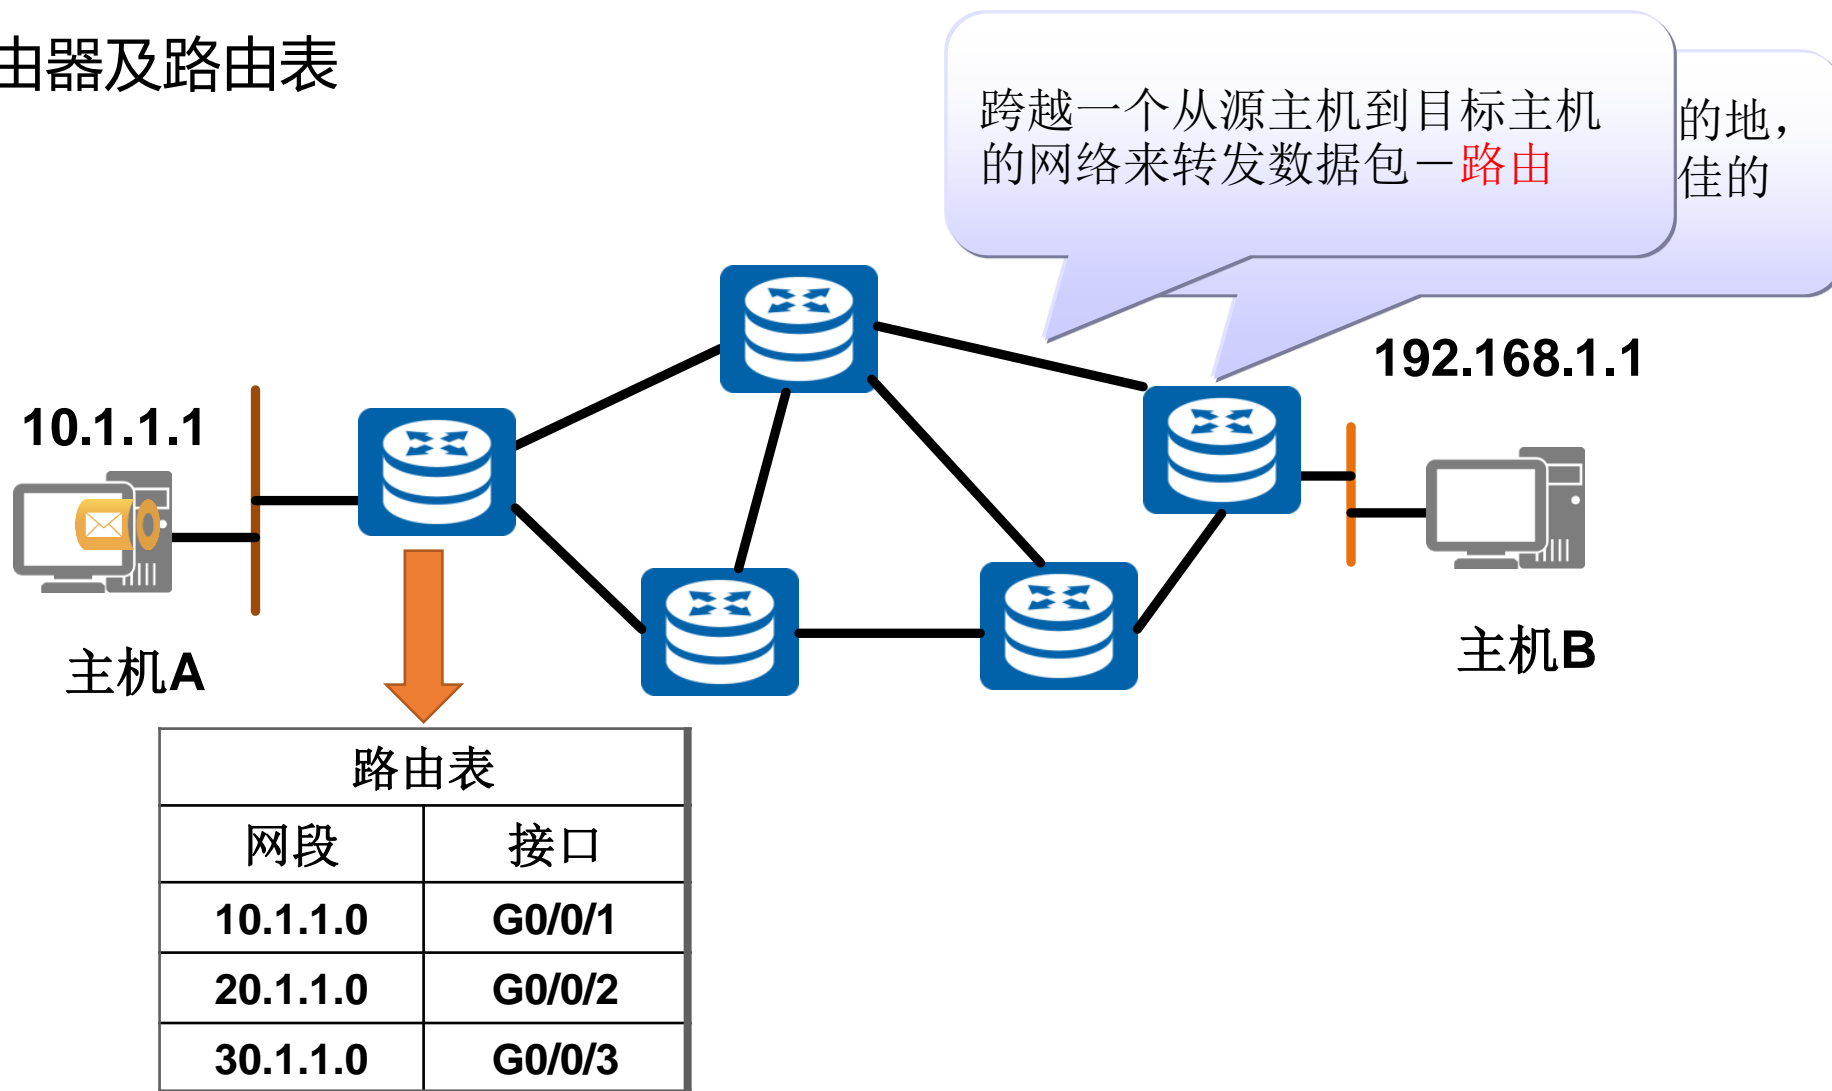 由器及路由表
跨越一个从源主机到目标主机
的网络来转发数据包－路由
的地，
佳的
192.168.1.1
10.1.1.1
主机A
主机B
路由表
网段 接口
10.1.1.0 G0/0/1
20.1.1.0 G0/0/2
30.1.1.0 G0/0/3